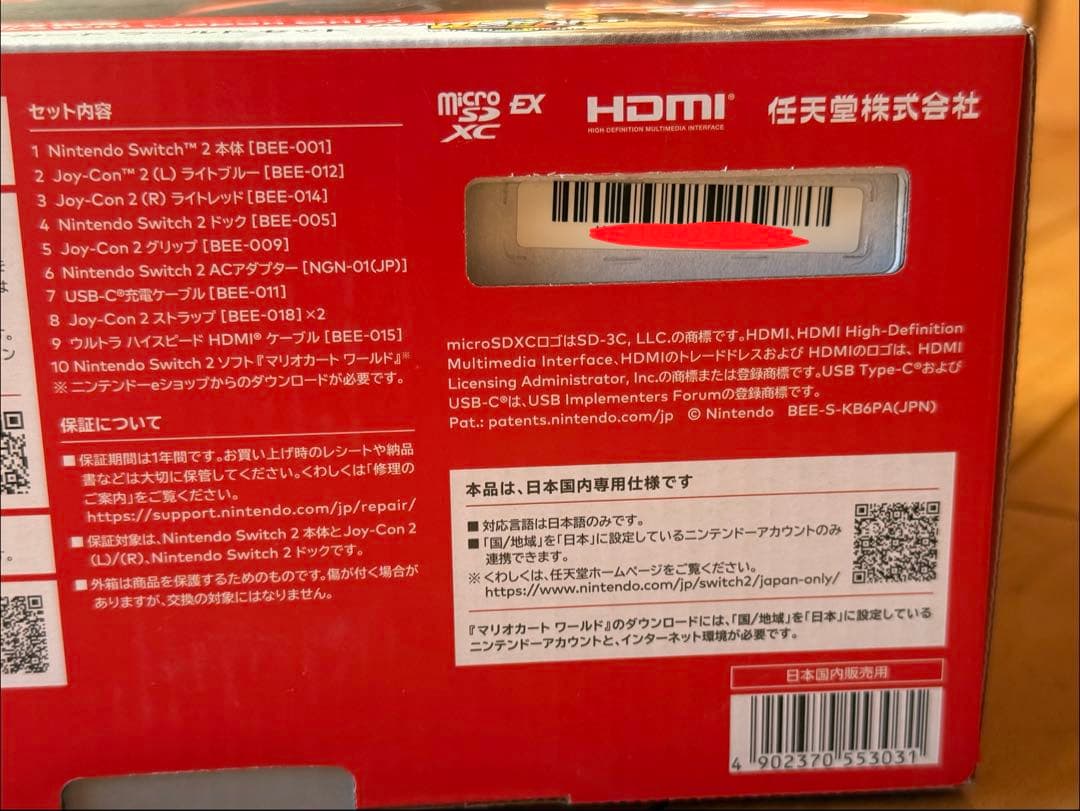 セット内容
1 Nintendo Switch™ 2 本体 [BEE-001]
2 Joy-Con™ 2 (L) ライトブルー [BEE-012]
3 Joy-Con 2 (R) ライトレッド [BEE-014]
4 Nintendo Switch 2 ドック [BEE-005]
5 Joy-Con 2 グリップ [BEE-009]
6 Nintendo Switch 2 ACアダプター [NGN-01(JP)]
7 USB-C®充電ケーブル [BEE-011]
8 Joy-Con 2 ストラップ [BEE-018]×2
9 ウルトラ ハイスピード HDMI® ケーブル [BEE-015]
10 Nintendo Switch 2 ソフト『マリオカート ワールド』※
※ ニンテンドーeショップからのダウンロードが必要です。
保証について
■ 保証期間は1年間です。お買い上げ時のレシートや納品
書などは大切に保管してください。くわしくは「修理の
ご案内」をご覧ください。
https://support.nintendo.com/jp/repair/
■ 保証対象は、Nintendo Switch 2 本体とJoy-Con 2
(L)/(R)、Nintendo Switch 2 ドックです。
■ 外箱は商品を保護するためのものです。傷が付く場合が
ありますが、交換の対象にはなりません。
micro SD XC EX
HDMI®
HIGH-DEFINITION MULTIMEDIA INTERFACE
任天堂株式会社
microSDXCロゴはSD-3C, LLC.の商標です。HDMI、HDMI High-Definition
Multimedia Interface、HDMIのトレードドレスおよび HDMIのロゴは、HDMI
Licensing Administrator, Inc.の商標または登録商標です。USB Type-C®および
USB-C®は、USB Implementers Forumの登録商標です。
Pat.: patents.nintendo.com/jp © Nintendo BEE-S-KB6PA(JPN)
本品は、日本国内専用仕様です
■ 対応言語は日本語のみです。
■ 「国/地域」を「日本」に設定しているニンテンドーアカウントのみ
連携できます。
※ くわしくは、任天堂ホームページをご覧ください。
https://www.nintendo.com/jp/switch2/japan-only/
『マリオカート ワールド』のダウンロードには、「国/地域」を「日本」に設定している
ニンテンドーアカウントと、インターネット環境が必要です。
日本国内販売用
4 902370 553031